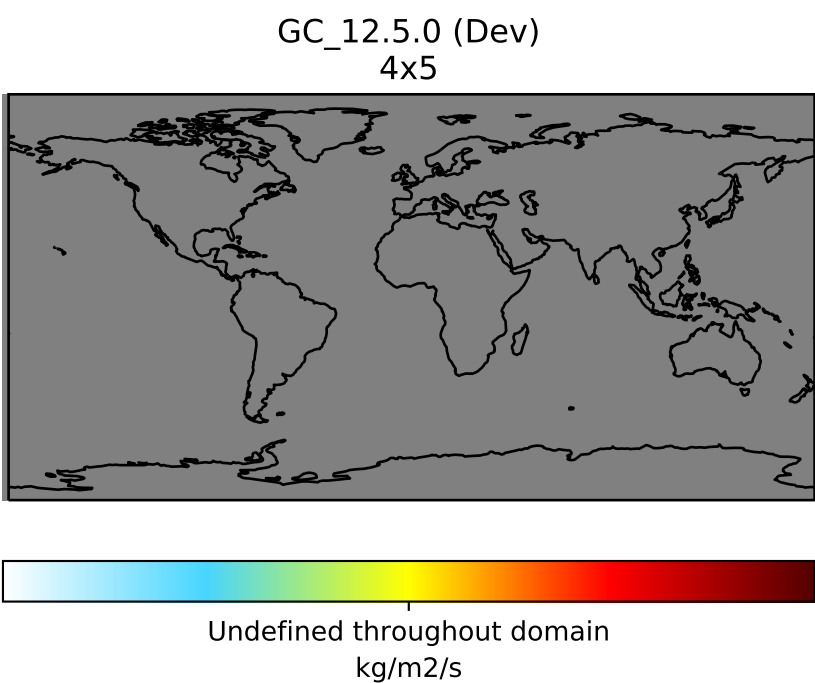 GC_12.5.0 (Dev)
4x5
Undefined throughout domain
kg/m2/s